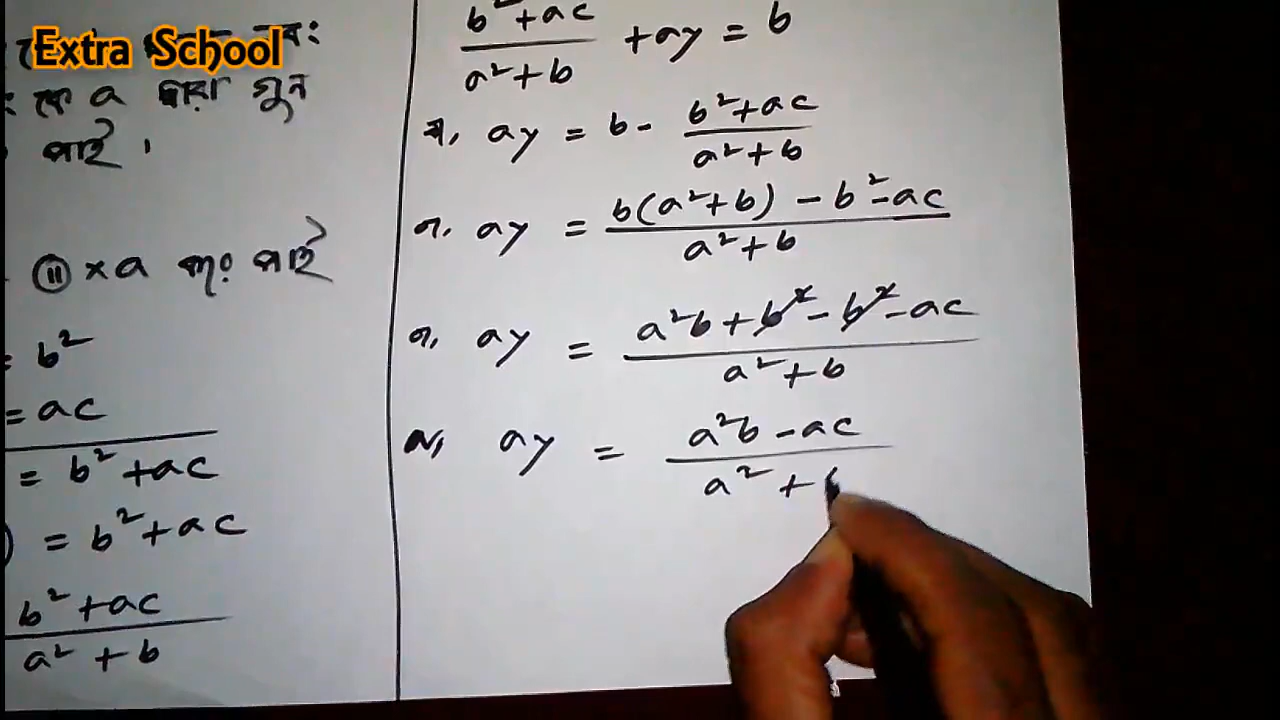 Extra School
কে a দ্বারা গুন
পাই ।
ⓘⓘ × a নং পাই
= b²
= ac
= b² + ac
) = b² + ac
b² + ac
a² + b
b² + ac / a² + b + ay = b
বা, ay = b - b² + ac / a² + b
বা, ay = b(a² + b) - b² - ac / a² + b
বা, ay = a²b + b² - b² - ac / a² + b
বা, ay = a²b - ac / a² +